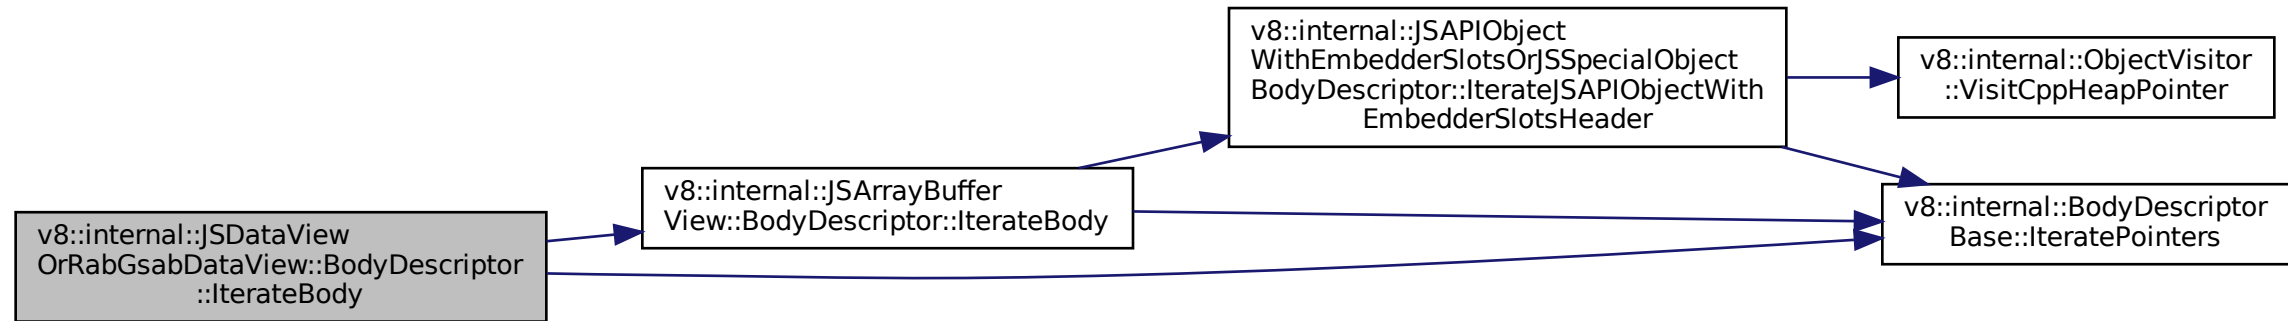 v8::internal::JSDataView
OrRabGsabDataView::BodyDescriptor
::IterateBody
v8::internal::JSArrayBuffer
View::BodyDescriptor::IterateBody
v8::internal::JSAPIObject
WithEmbedderSlotsOrJSSpecialObject
BodyDescriptor::IterateJSAPIObjectWith
EmbedderSlotsHeader
v8::internal::ObjectVisitor
::VisitCppHeapPointer
v8::internal::BodyDescriptor
Base::IteratePointers